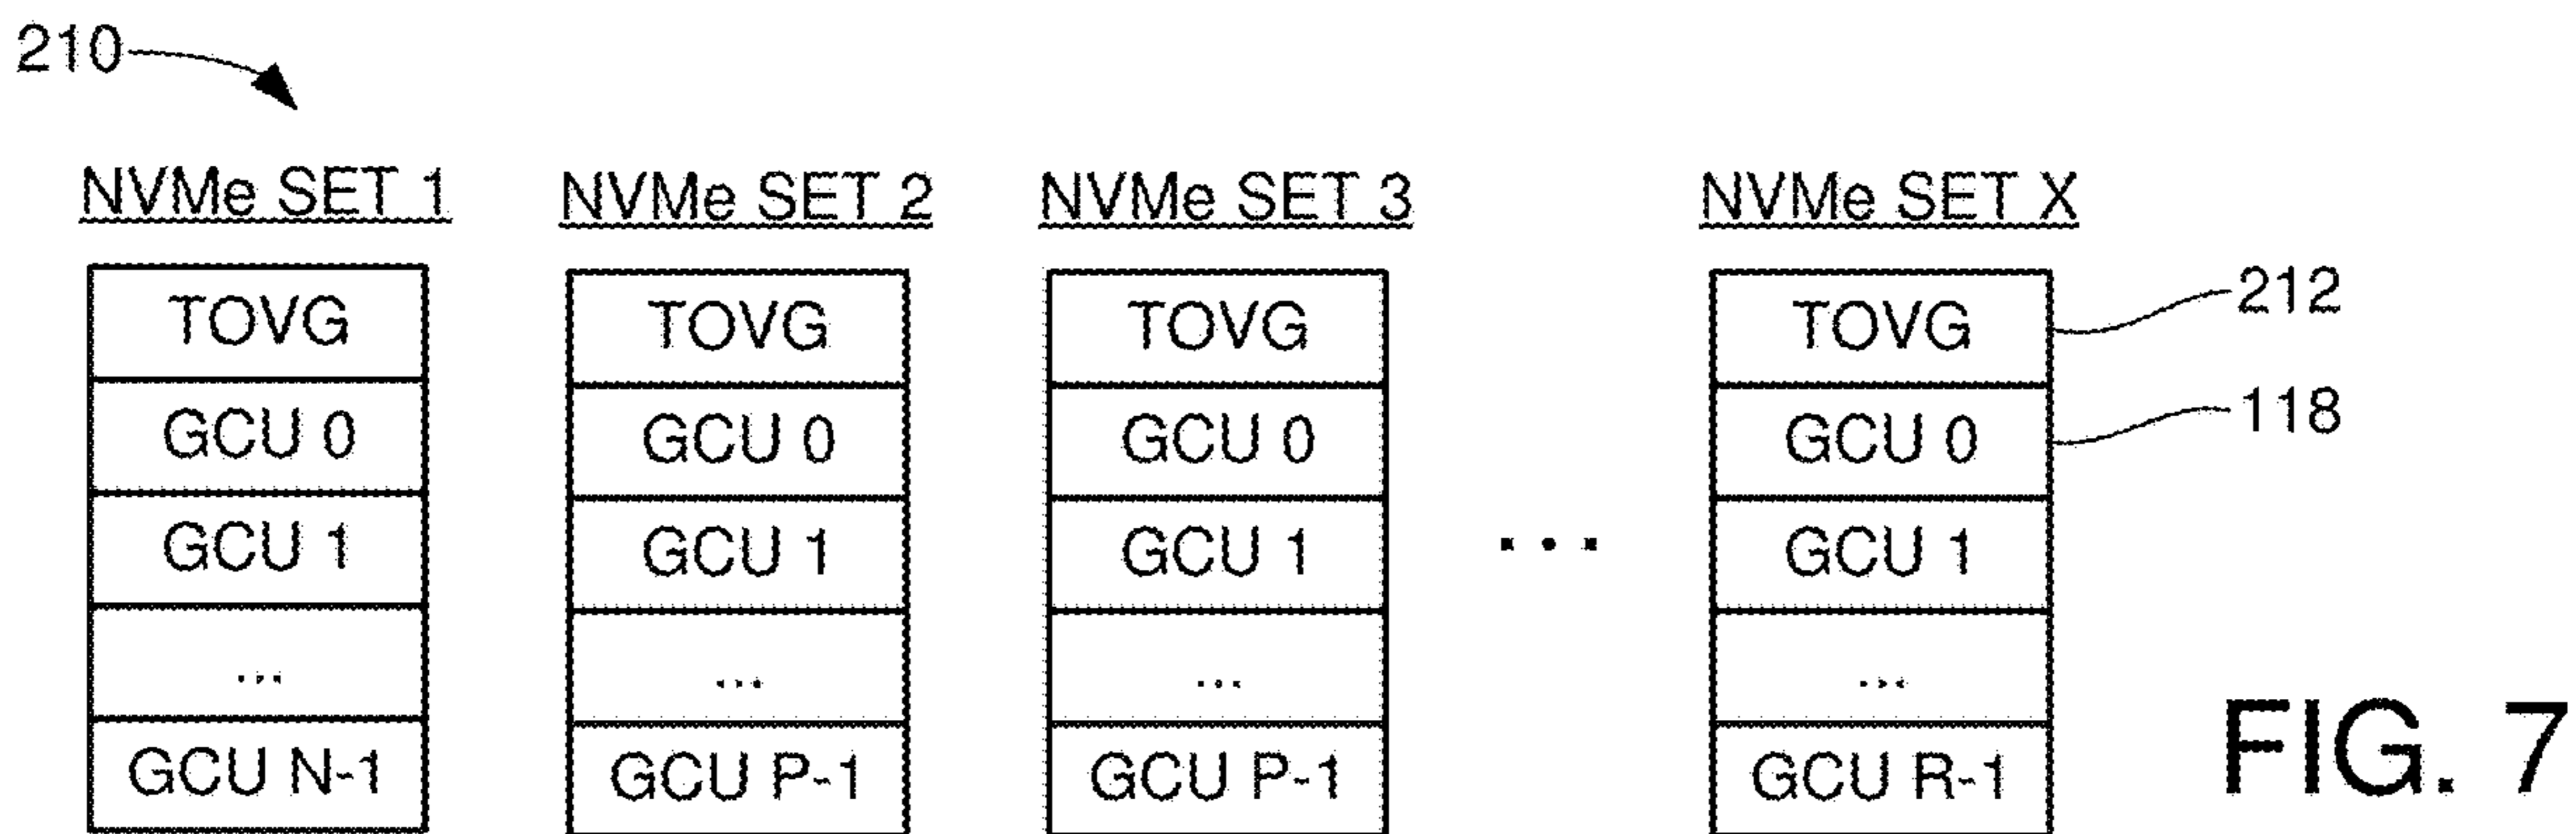 210
NVMe SET 1 NVMe SET 2 NVMe SET 3 NVMe SET X
TOVG TOVG TOVG TOVG 212
GCU 0 GCU 0 GCU 0 GCU 0 118
GCU 1 GCU 1 GCU 1 ... GCU 1
... ... ... ...
GCU N-1 GCU P-1 GCU P-1 GCU R-1
FIG. 7